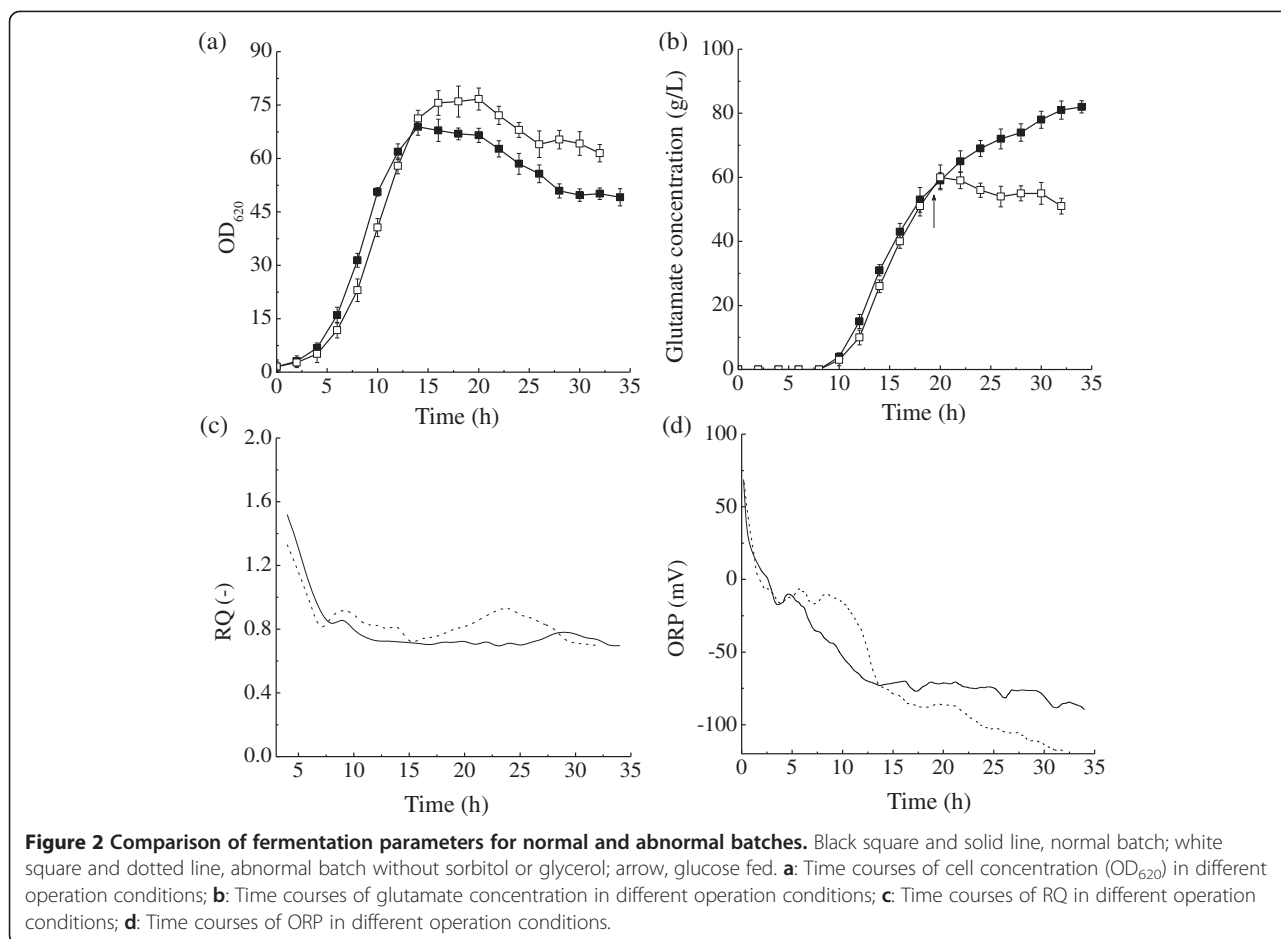 (a)
90
75
60
45
30
15
0
OD620
0 5 10 15 20 25 30 35
Time (h)
(b)
100
80
60
40
20
0
Glutamate concentration (g/L)
0 5 10 15 20 25 30 35
Time (h)
(c)
2.0
1.6
1.2
0.8
0.4
0.0
RQ (-)
5 10 15 20 25 30 35
Time (h)
(d)
100
50
0
-50
-100
ORP (mV)
0 5 10 15 20 25 30 35
Time (h)
Figure 2 Comparison of fermentation parameters for normal and abnormal batches. Black square and solid line, normal batch; white
square and dotted line, abnormal batch without sorbitol or glycerol; arrow, glucose fed. a: Time courses of cell concentration (OD620) in different
operation conditions; b: Time courses of glutamate concentration in different operation conditions; c: Time courses of RQ in different operation
conditions; d: Time courses of ORP in different operation conditions.